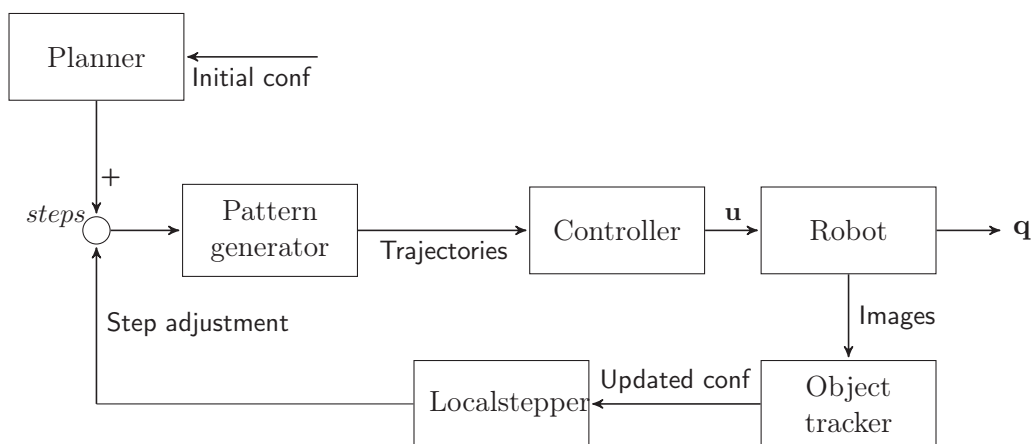 Planner
Initial conf
+
steps
Pattern
generator
Trajectories
Controller
u
Robot
q
Step adjustment
Images
Localstepper
Updated conf
Object
tracker